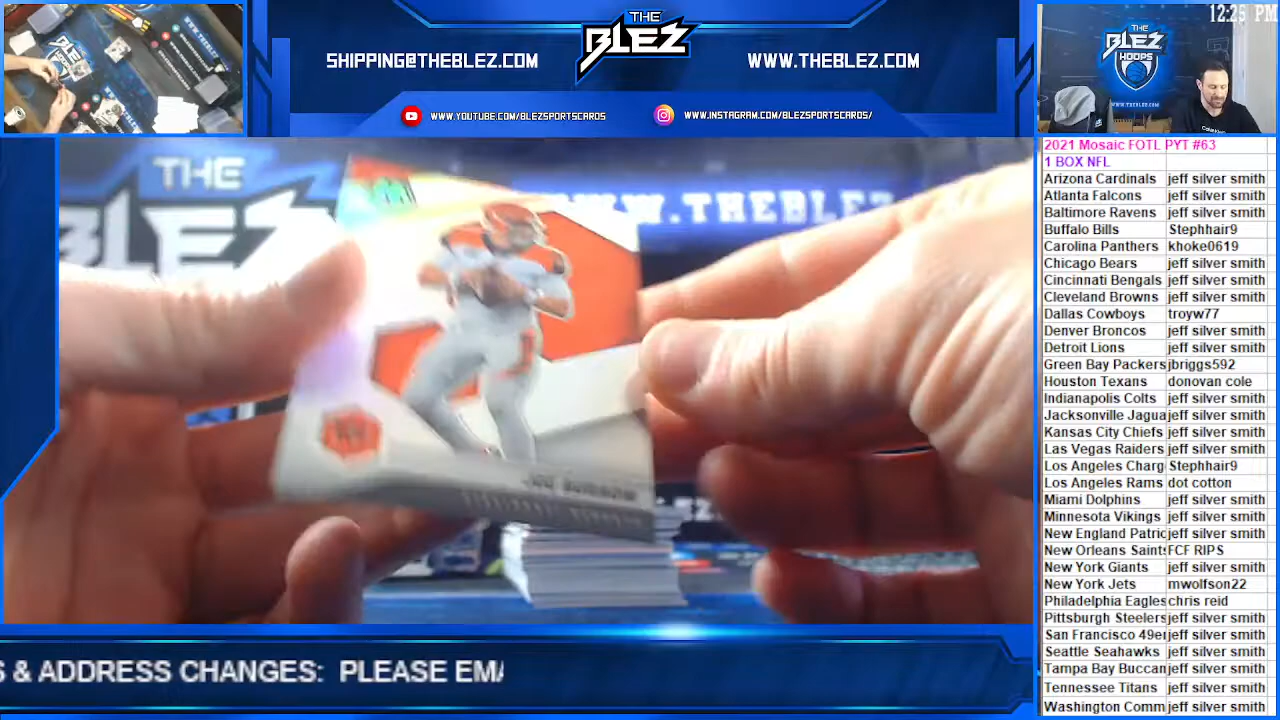 12:25 PM
THE
BLEZ
SHIPPING@THEBLEZ.COM
WWW.THEBLEZ.COM
WWW.YOUTUBE.COM/BLEZSPORTSCARDS
WWW.INSTAGRAM.COM/BLEZSPORTSCARDS/
THE
BLEZ
HOOPS
THE
WWW.THEBLEZ
2021 Mosaic FOTL PYT #63
1 BOX NFL
Arizona Cardinals jeff silver smith
Atlanta Falcons jeff silver smith
Baltimore Ravens jeff silver smith
Buffalo Bills Stephhair9
Carolina Panthers khoke0619
Chicago Bears jeff silver smith
Cincinnati Bengals jeff silver smith
Cleveland Browns jeff silver smith
Dallas Cowboys troyw77
Denver Broncos jeff silver smith
Detroit Lions jeff silver smith
Green Bay Packers jbriggs592
Houston Texans donovan cole
Indianapolis Colts jeff silver smith
Jacksonville Jagua jeff silver smith
Kansas City Chiefs jeff silver smith
Las Vegas Raiders jeff silver smith
Los Angeles Charg Stephhair9
Los Angeles Rams dot cotton
Miami Dolphins jeff silver smith
Minnesota Vikings jeff silver smith
New England Patric jeff silver smith
New Orleans Saints FCF RIPS
New York Giants jeff silver smith
New York Jets mwolfson22
Philadelphia Eagles chris reid
Pittsburgh Steelers jeff silver smith
San Francisco 49er jeff silver smith
Seattle Seahawks jeff silver smith
Tampa Bay Buccan jeff silver smith
Tennessee Titans jeff silver smith
Washington Comm jeff silver smith
S & ADDRESS CHANGES: PLEASE EMA